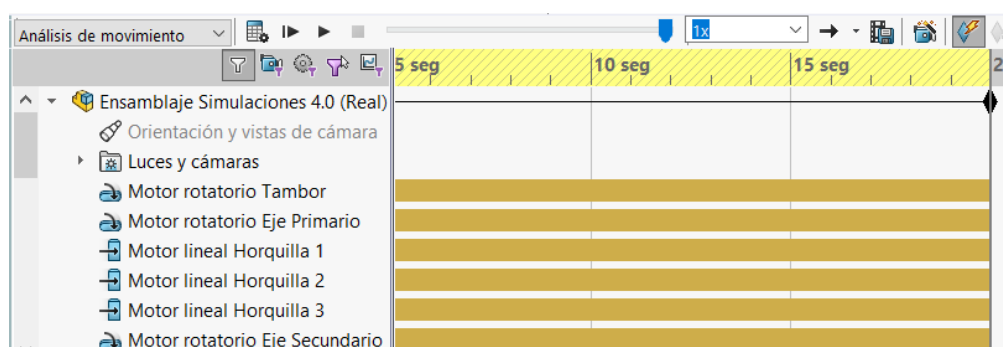 Análisis de movimiento 1x
5 seg 10 seg 15 seg 2
Ensamblaje Simulaciones 4.0 (Real)
Orientación y vistas de cámara
Luces y cámaras
Motor rotatorio Tambor
Motor rotatorio Eje Primario
Motor lineal Horquilla 1
Motor lineal Horquilla 2
Motor lineal Horquilla 3
Motor rotatorio Eje Secundario